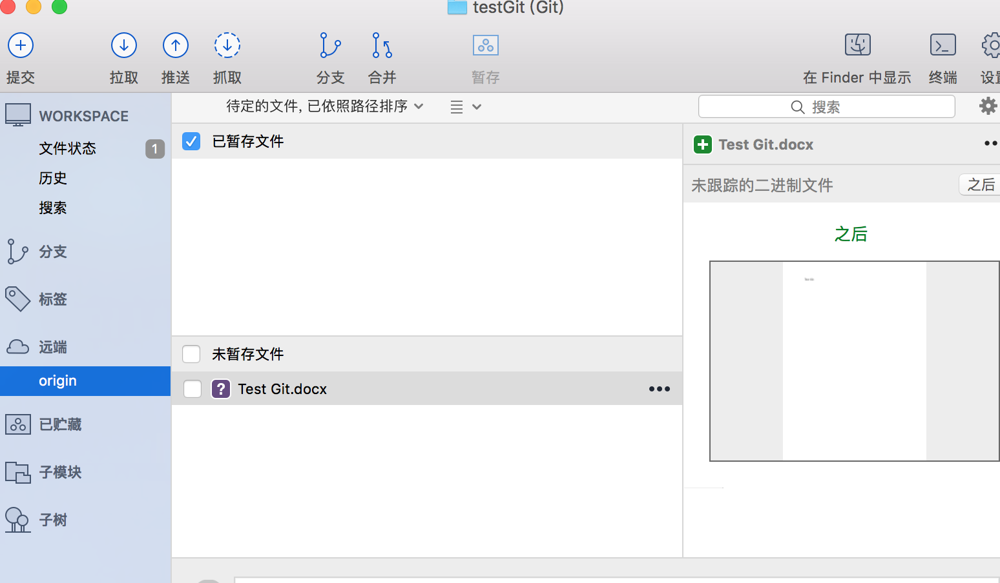 testGit (Git)
提交 拉取 推送 抓取 分支 合并 暂存 在 Finder 中显示 终端
待定的文件, 已依照路径排序 搜索
WORKSPACE
文件状态 1
历史
搜索
分支
标签
远端
origin
已贮藏
子模块
子树
已暂存文件
未暂存文件
? Test Git.docx
Test Git.docx
未跟踪的二进制文件 之后
之后